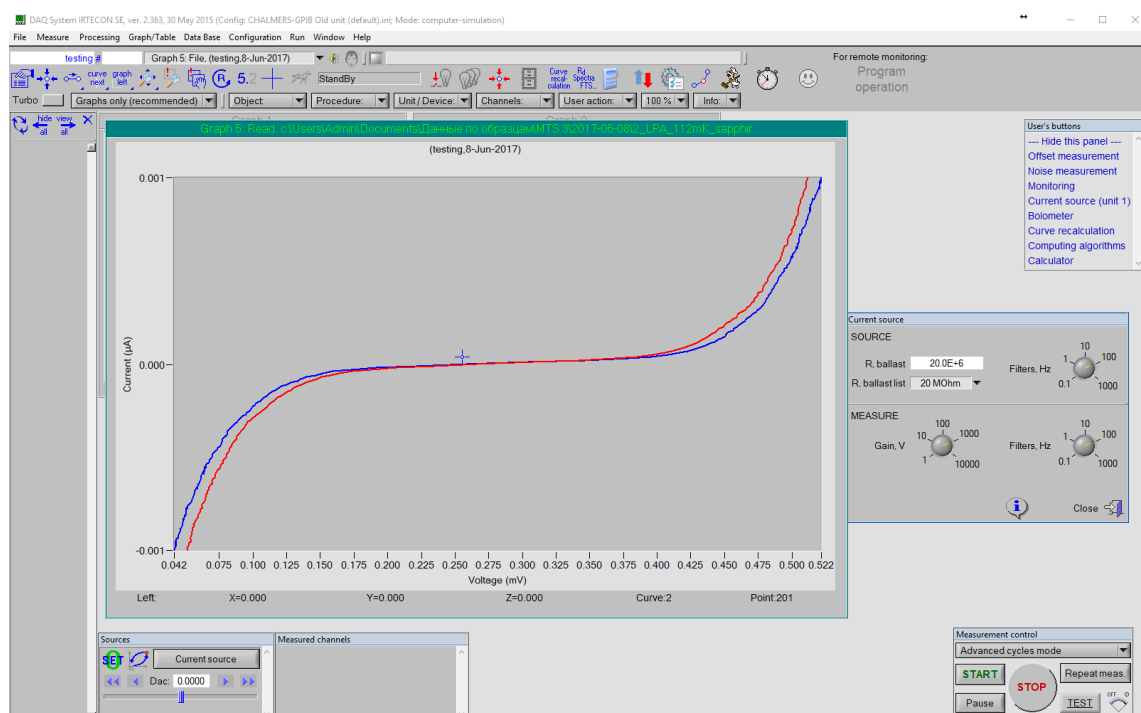 DAQ System IRTECON SE, ver. 2.363, 30 May 2015 (Config: CHALMERS-GPIB Old unit (default).ini; Mode: computer-simulation)
File Measure Processing Graph/Table Data Base Configuration Run Window Help
testing # Graph 5: File, (testing,8-Jun-2017)
For remote monitoring:
Program
operation
curve next graph left 5.2 StandBy Curve recal- culation Rd Spectra FTS...
Turbo Graphs only (recommended) Object Procedure: Unit / Device: Channels: User action: 100 % Info:
hide all view all
Graph 1 Graph 2
Graph 5: Read: c:\Users\Admin\Documents\Данные по образцам\MTS 3\2017-06-08\2_LPA_112mK_sapphir
(testing,8-Jun-2017)
0.001
0.000
-0.001
Current (µA)
0.042 0.075 0.100 0.125 0.150 0.175 0.200 0.225 0.250 0.275 0.300 0.325 0.350 0.375 0.400 0.425 0.450 0.475 0.500 0.522
Voltage (mV)
Left: X=0.000 Y=0.000 Z=0.000 Curve:2 Point:201
User's buttons
--- Hide this panel ---
Offset measurement
Noise measurement
Monitoring
Current source (unit 1)
Bolometer
Curve recalculation
Computing algorithms
Calculator
Current source
SOURCE
R, ballast 20.0E+6
R, ballast list 20 MOhm
Filters, Hz 0.1 1 10 100 1000
MEASURE
Gain, V 1 10 100 1000 10000
Filters, Hz 0.1 1 10 100 1000
Close
Sources
SET Current source
Dac: 0.0000
Measured channels
Measurement control
Advanced cycles mode
START STOP Repeat meas.
Pause TEST OFF